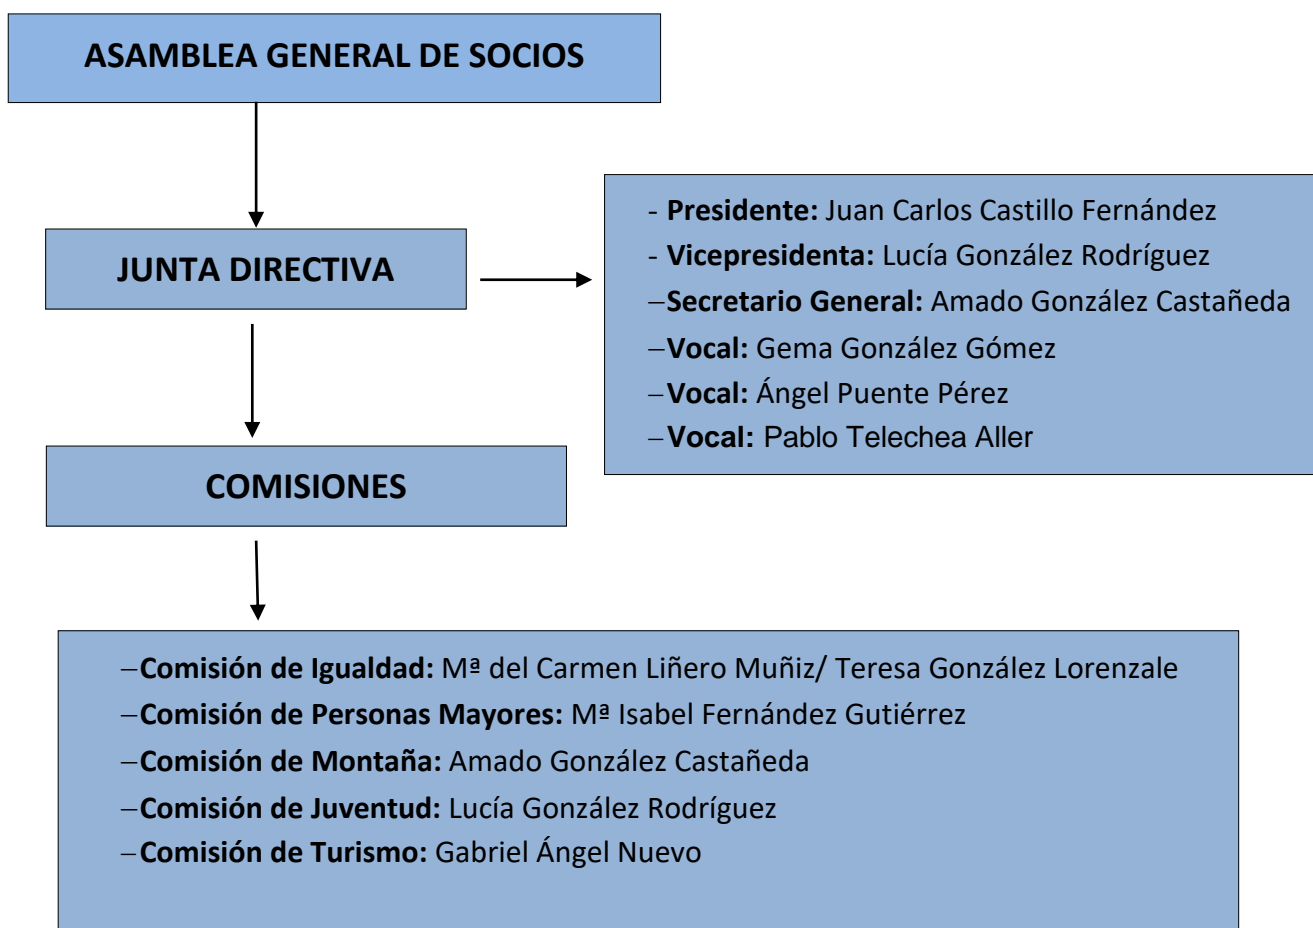 ASAMBLEA GENERAL DE SOCIOS
JUNTA DIRECTIVA
- Presidente: Juan Carlos Castillo Fernández
- Vicepresidenta: Lucía González Rodríguez
–Secretario General: Amado González Castañeda
–Vocal: Gema González Gómez
–Vocal: Ángel Puente Pérez
–Vocal: Pablo Telechea Aller
COMISIONES
–Comisión de Igualdad: Mª del Carmen Liñero Muñiz/ Teresa González Lorenzale
–Comisión de Personas Mayores: Mª Isabel Fernández Gutiérrez
–Comisión de Montaña: Amado González Castañeda
–Comisión de Juventud: Lucía González Rodríguez
–Comisión de Turismo: Gabriel Ángel Nuevo